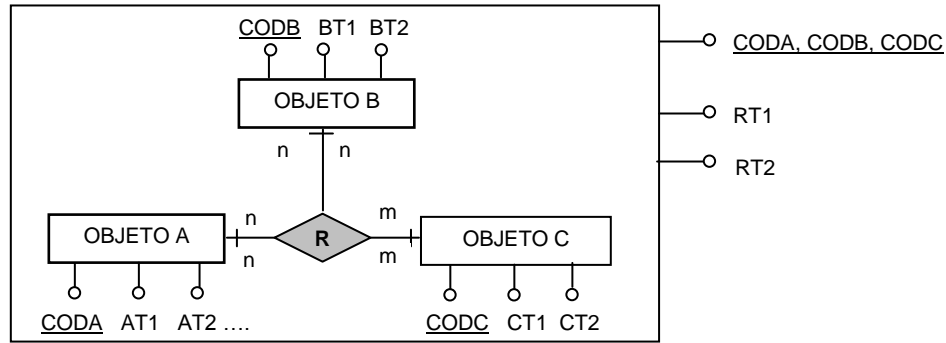 CODB BT1 BT2
CODA, CODB, CODC
OBJETO B
RT1
n n
RT2
n m
OBJETO A R OBJETO C
n m
CODA AT1 AT2 ....
CODC CT1 CT2